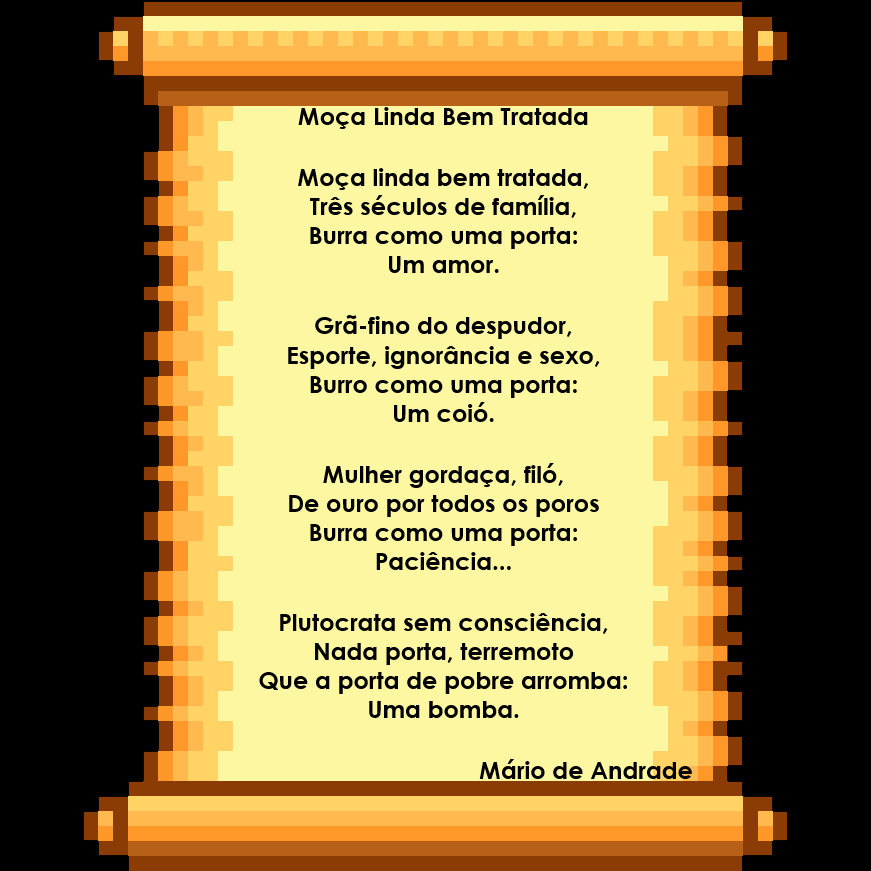 Moça Linda Bem Tratada
Moça linda bem tratada,
Três séculos de família,
Burra como uma porta:
Um amor.
Grã-fino do despudor,
Esporte, ignorância e sexo,
Burro como uma porta:
Um coió.
Mulher gordaça, filó,
De ouro por todos os poros
Burra como uma porta:
Paciência...
Plutocrata sem consciência,
Nada porta, terremoto
Que a porta de pobre arromba:
Uma bomba.
Mário de Andrade